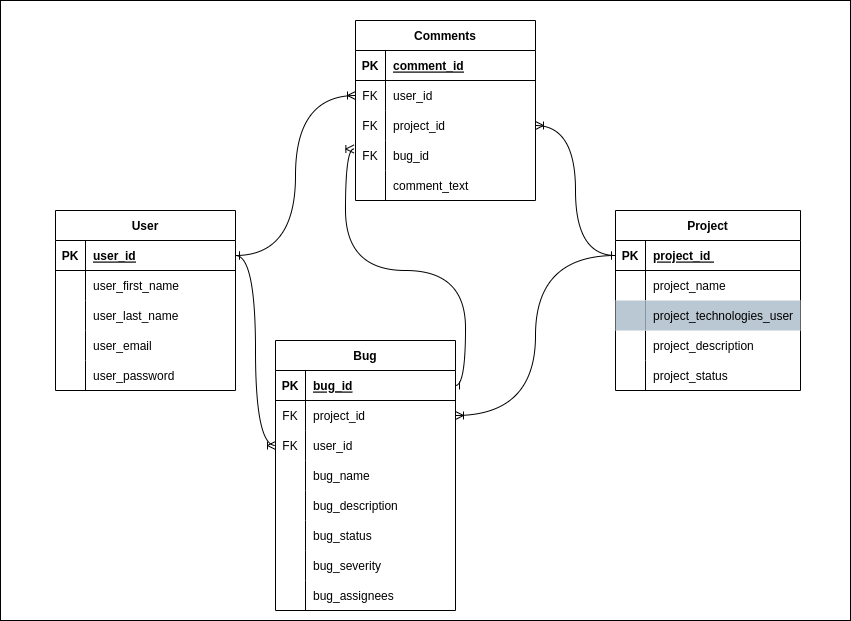 Comments
PK comment_id
FK user_id
FK project_id
FK bug_id
comment_text
User
PK user_id
user_first_name
user_last_name
user_email
user_password
Project
PK project_id
project_name
project_technologies_user
project_description
project_status
Bug
PK bug_id
FK project_id
FK user_id
bug_name
bug_description
bug_status
bug_severity
bug_assignees